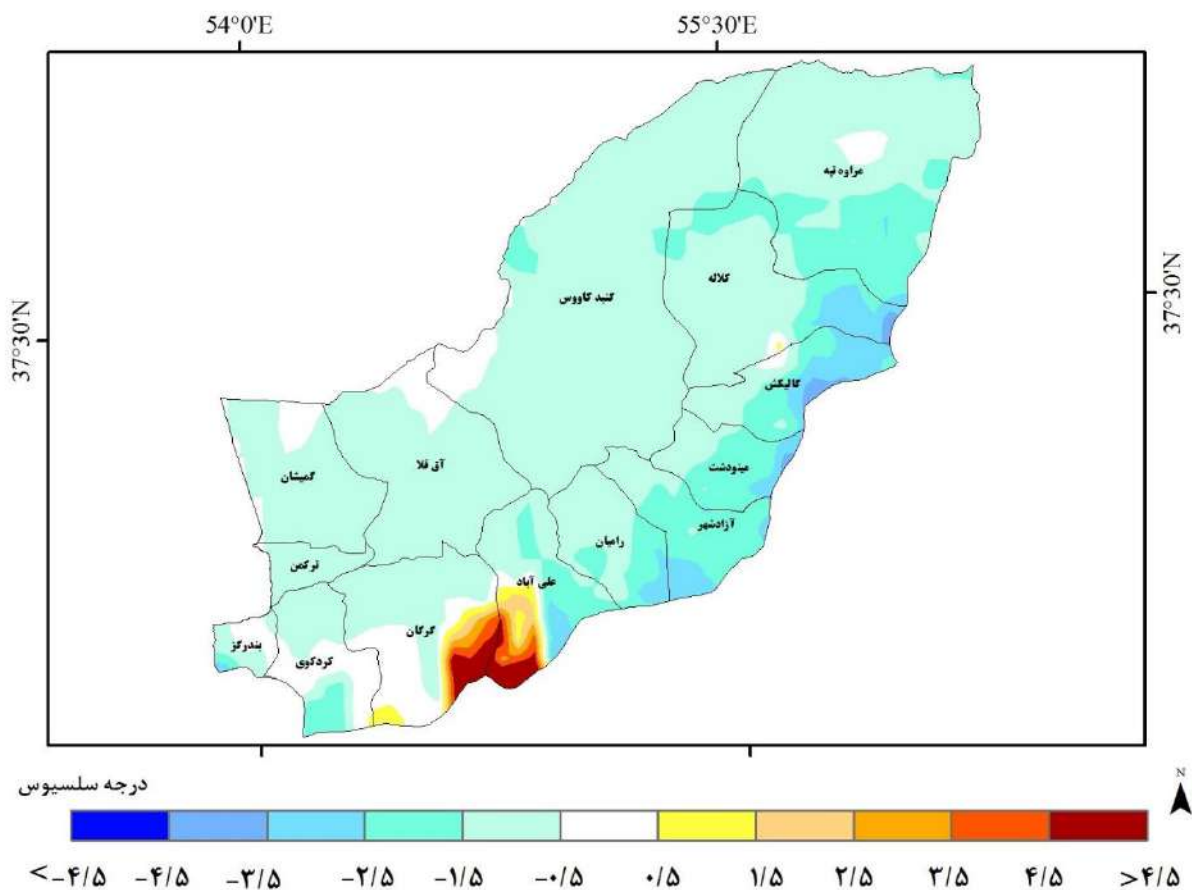 54°0'E 55°30'E
مراوه تپه
کلاله
گنبد کاووس
37°30'N
37°30'N
گالیکش
آق قلا
مینودشت
گمیشان
آزادشهر
رامیان
ترکمن
علی آباد
گرگان
بندرگز
کردکوی
درجه سلسیوس
N
<-۴/۵ -۴/۵ -۳/۵ -۲/۵ -۱/۵ -۰/۵ ۰/۵ ۱/۵ ۲/۵ ۳/۵ ۴/۵ >۴/۵